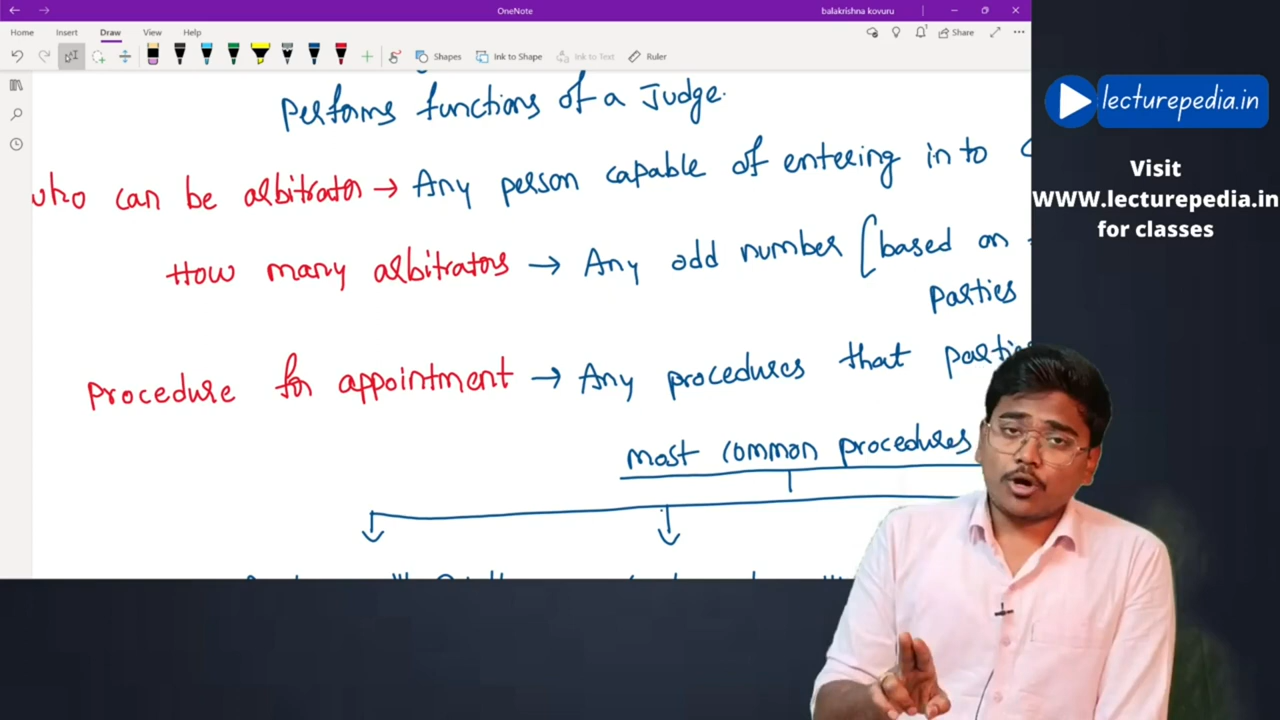 OneNote
balakrishna kovuru
Home Insert Draw View Help
Share
Shapes Ink to Shape Ink to Text Ruler
Performs functions of a Judge.
who can be arbitrator → Any person capable of entering in to
How many arbitrators → Any odd number [based on
parties
Procedure for appointment → Any procedures that parties
most common procedures
lecturepedia.in
Visit
WWW.lecturepedia.in
for classes